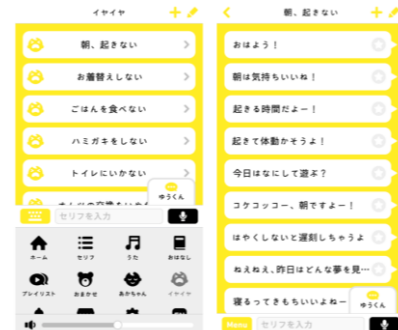 イヤイヤ
朝、起きない
お着替えしない
ごはんを食べない
ハミガキをしない
トイレにいかない
ゆうくん
セリフを入力
ホーム
セリフ
うた
おはなし
プレイリスト
おまかせ
あかちゃん
イヤイヤ
朝、起きない
おはよう!
朝は気持ちいいね!
起きる時間だよー!
起きて体動かそうよ!
今日はなにして遊ぶ?
コケコッコー、朝ですよー!
はやくしないと遅刻しちゃうよ
ねえねえ、昨日はどんな夢を見…
寝るってきもちいいよねー
ゆうくん
Menu
セリフを入力